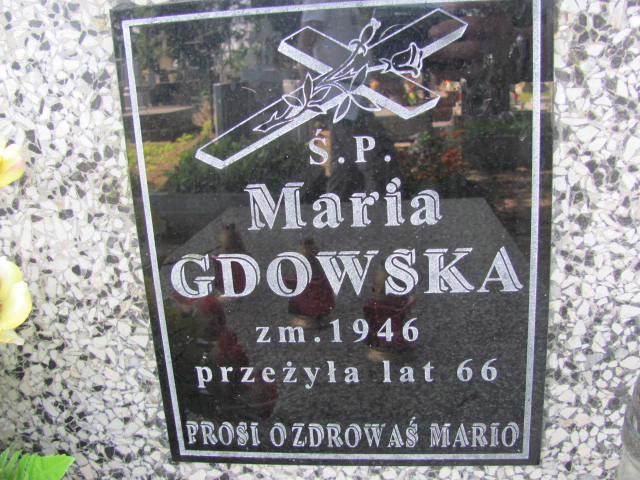 Ś.P.
Maria
GDOWSKA
zm.1946
przeżyła lat 66
PROSI O ZDROWAŚ MARIO